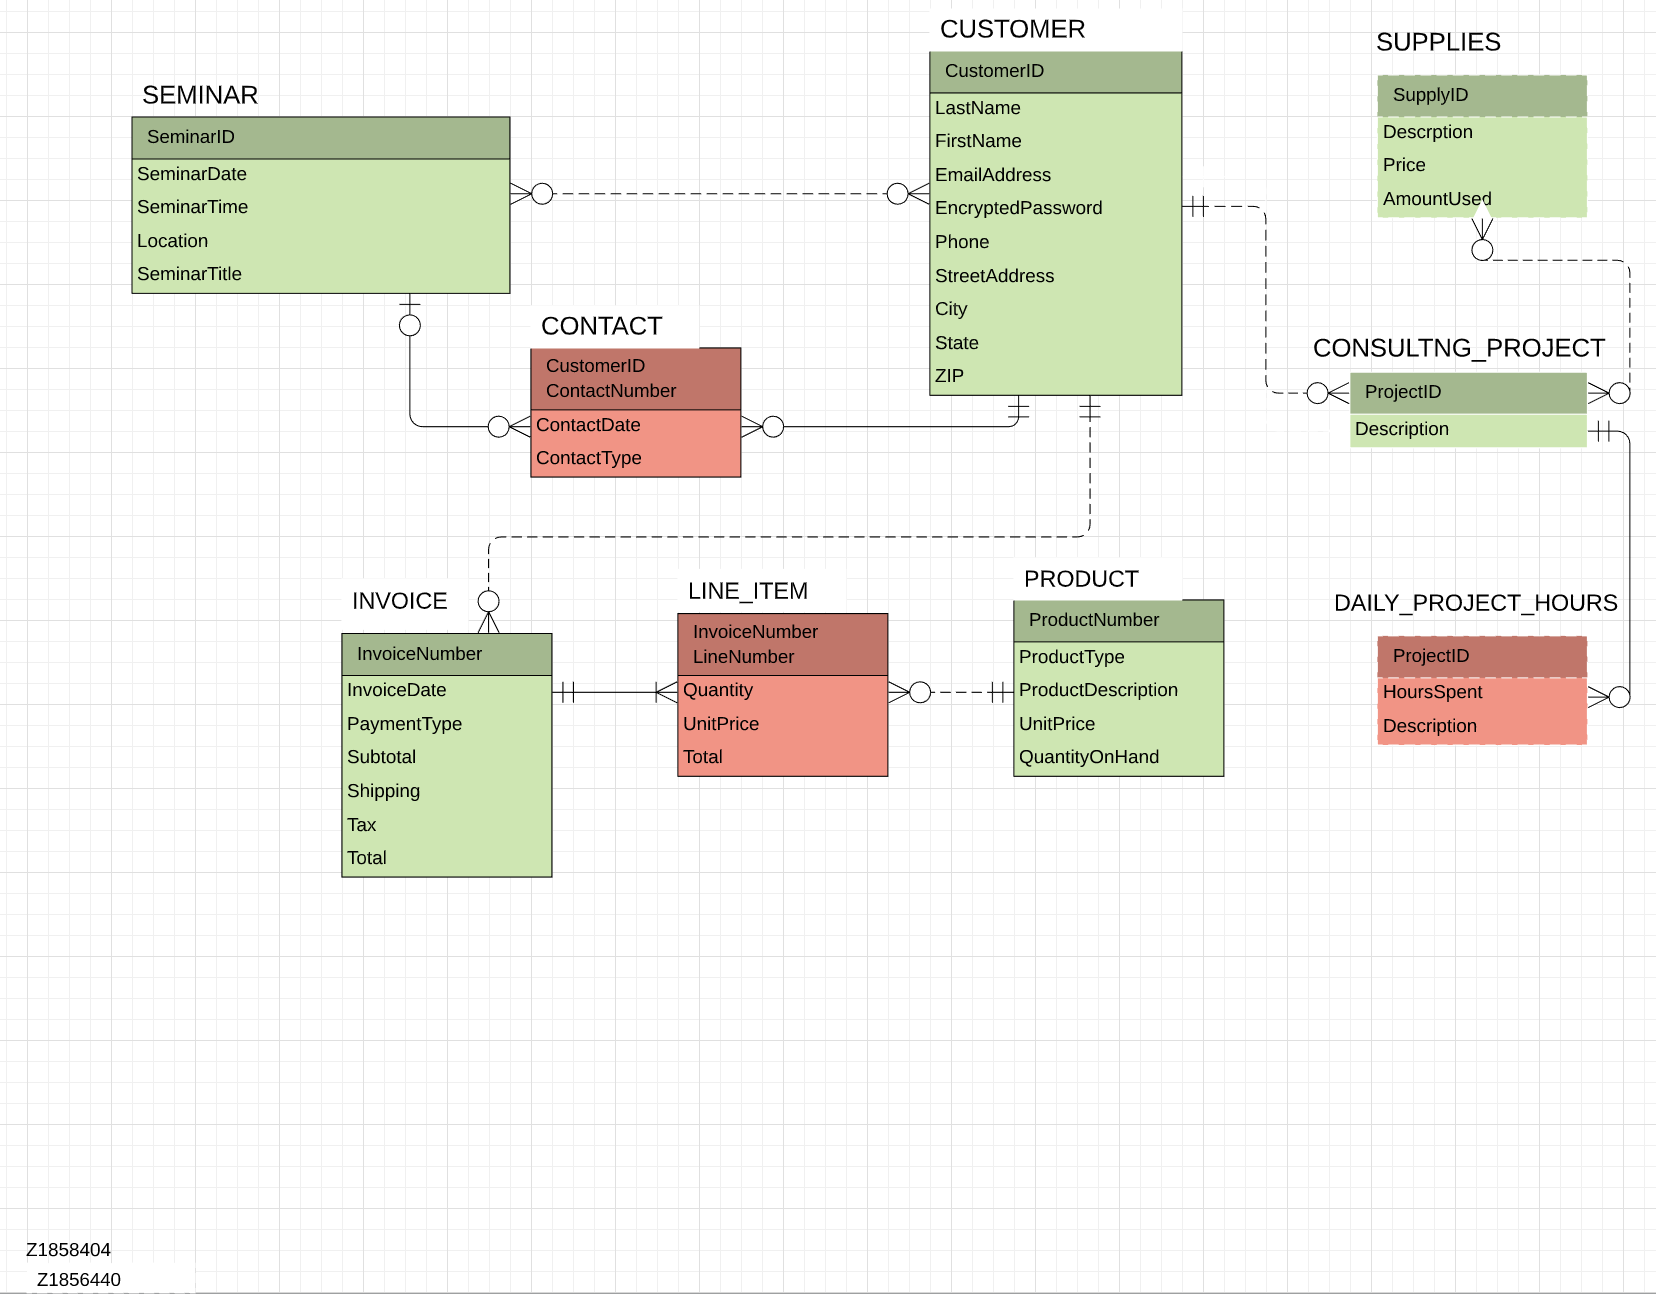 CUSTOMER
CustomerID
LastName
FirstName
EmailAddress
EncryptedPassword
Phone
StreetAddress
City
State
ZIP
SUPPLIES
SupplyID
Descrption
Price
AmountUsed
SEMINAR
SeminarID
SeminarDate
SeminarTime
Location
SeminarTitle
CONTACT
CustomerID
ContactNumber
ContactDate
ContactType
CONSULTNG_PROJECT
ProjectID
Description
INVOICE
InvoiceNumber
InvoiceDate
PaymentType
Subtotal
Shipping
Tax
Total
LINE_ITEM
InvoiceNumber
LineNumber
Quantity
UnitPrice
Total
PRODUCT
ProductNumber
ProductType
ProductDescription
UnitPrice
QuantityOnHand
DAILY_PROJECT_HOURS
ProjectID
HoursSpent
Description
Z1858404
Z1856440